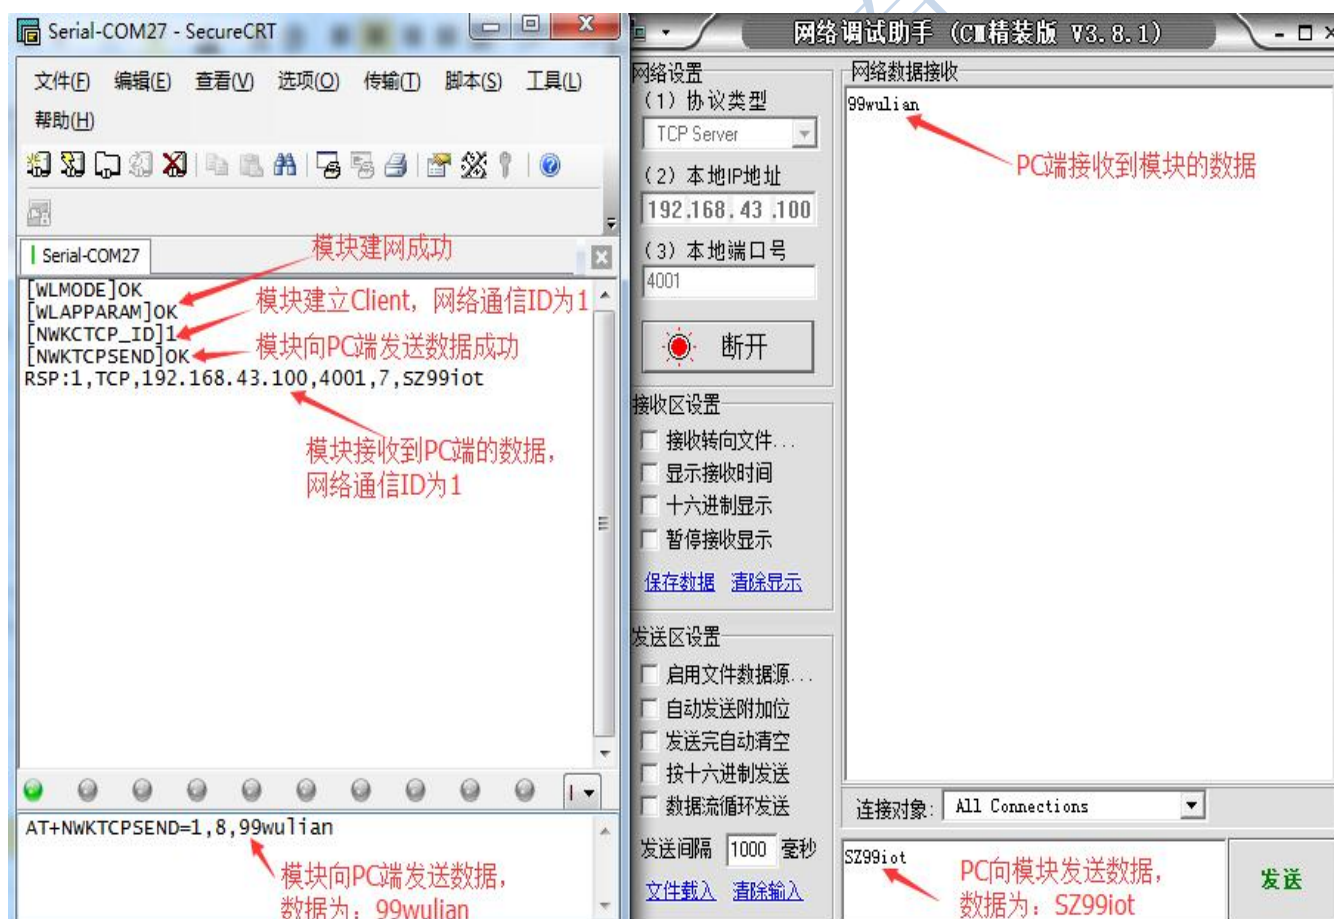 Serial-COM27 - SecureCRT
文件(F) 编辑(E) 查看(V) 选项(O) 传输(T) 脚本(S) 工具(L)
帮助(H)
Serial-COM27
模块建网成功
[WLMODE]OK
[WLAPPARAM]OK
模块建立Client，网络通信ID为1
[NWKCTCP_ID]1
[NWKTCPSEND]OK
模块向PC端发送数据成功
RSP:1,TCP,192.168.43.100,4001,7,SZ99iot
模块接收到PC端的数据，
网络通信ID为1
AT+NWKTCPSEND=1,8,99wulian
模块向PC端发送数据，
数据为：99wulian
网络调试助手 (C■精装版 V3.8.1)
网络设置
(1) 协议类型
TCP Server
(2) 本地IP地址
192.168. 43 .100
(3) 本地端口号
4001
断开
接收区设置
接收转向文件...
显示接收时间
十六进制显示
暂停接收显示
保存数据 清除显示
发送区设置
启用文件数据源...
自动发送附加位
发送完自动清空
按十六进制发送
数据流循环发送
发送间隔 1000 毫秒
文件载入 清除输入
网络数据接收
99wulian
PC端接收到模块的数据
连接对象: All Connections
SZ99iot
PC向模块发送数据，
数据为：SZ99iot
发送